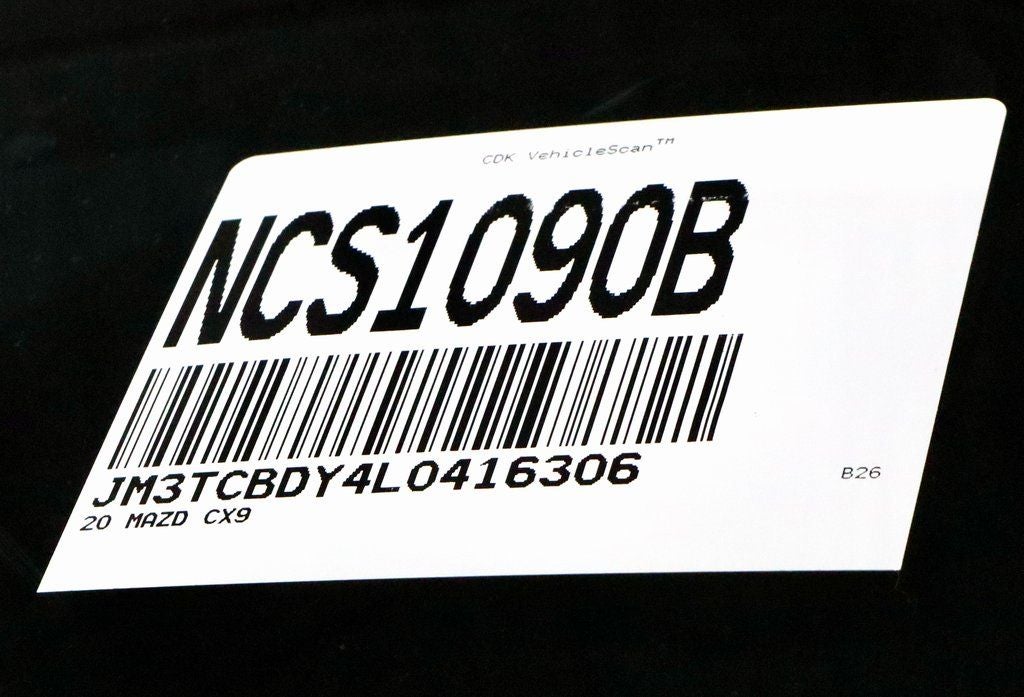 CDK VehicleScan™
NCS1090B
JM3TCBDY4L0416306
20 MAZD CX9
B26